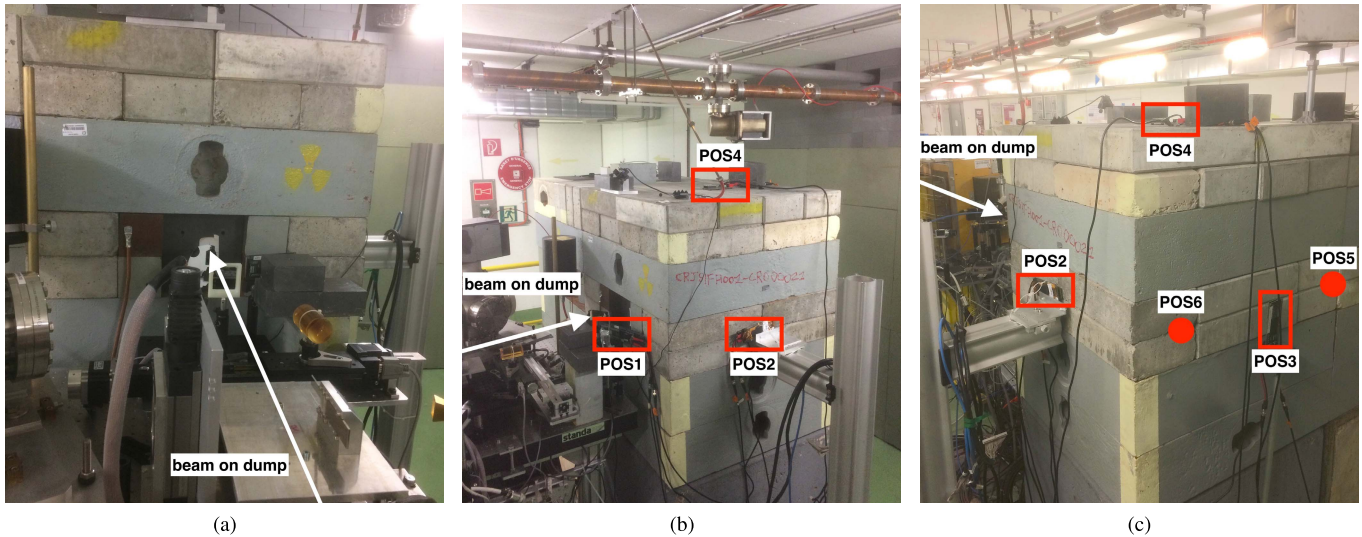 beam on dump
(a)
POS4
beam on dump
POS1
POS2
standa
(b)
POS4
beam on dump
POS2
POS5
POS6
POS3
(c)